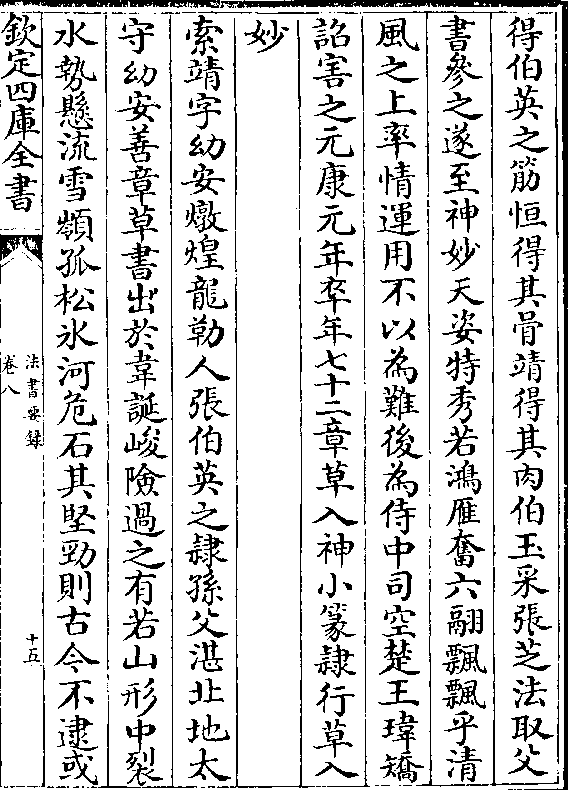 得伯英之筋恒得其骨靖得其肉伯玉采張芝法取父
書參之遂至神妙天姿特秀若鴻雁奮六翮飄飄乎清
風之上率情運用不以為難後為侍中司空楚王瑋矯
詔害之元康元年卒年七十二章草入神小篆隷行草入
妙
索靖字幼安燉煌龍勒人張伯英之隷孫父湛北地太
守幼安善章草書出於韋誕峻險過之有若山形中裂
水勢懸流雪嶺孤松氷河危石其堅勁則古今不逮或
欽定四庫全書
法書要録
卷八
十五